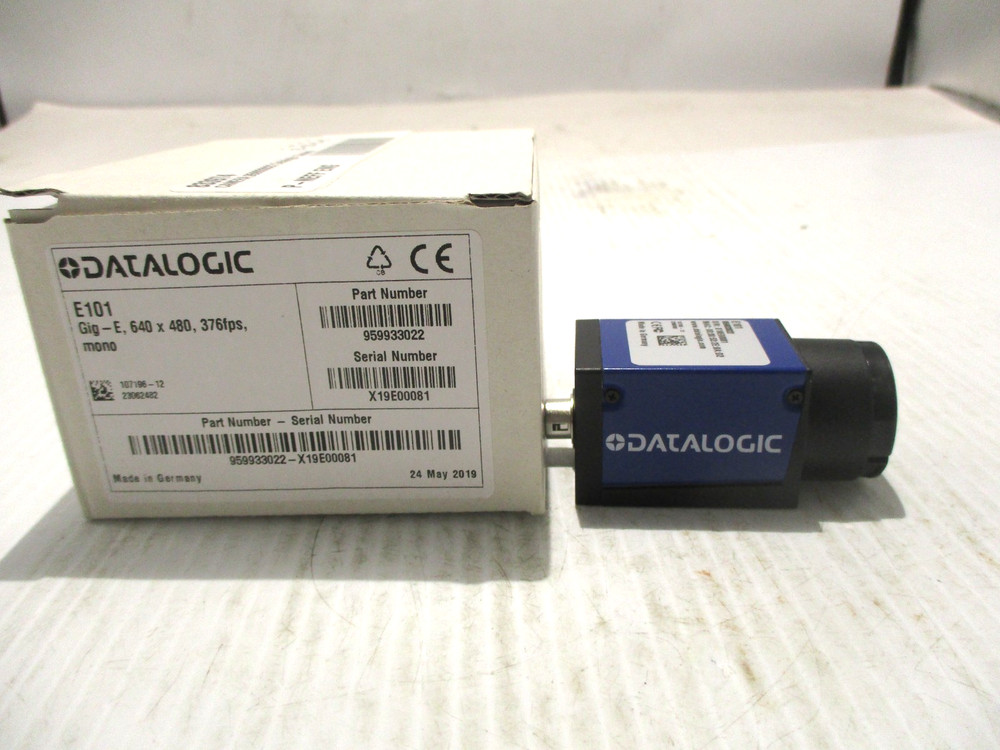 DATALOGIC
CE
E101
Gig-E, 640 x 480, 376fps,
mono
107196-12
23962482
Part Number
959933022
Serial Number
X19E00081
Part Number - Serial Number
959933022-X19E00081
Made in Germany
24 May 2019
DATALOGIC